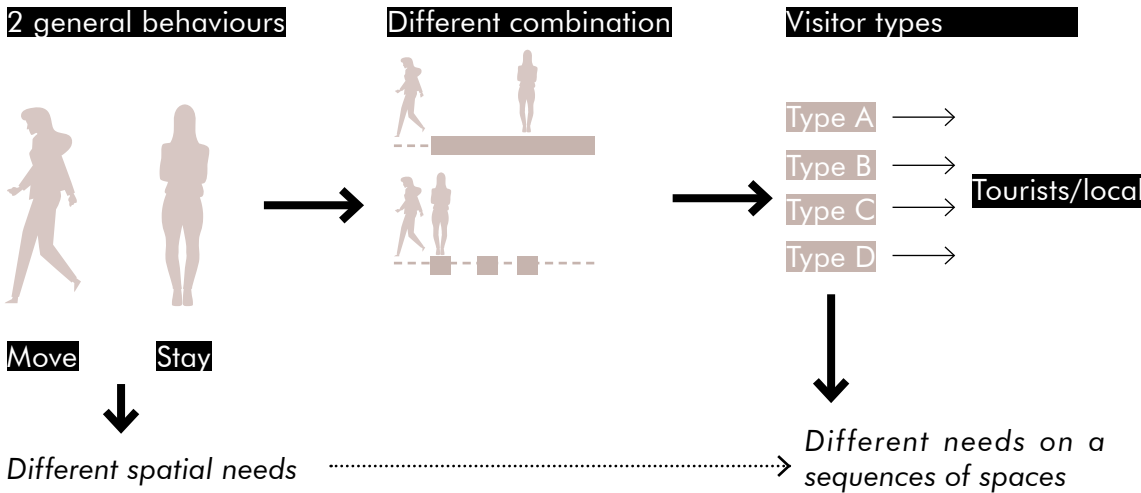 2 general behaviours
Different combination
Visitor types
Type A
Type B
Type C
Type D
Tourists/local
Move
Stay
Different spatial needs
Different needs on a
sequences of spaces